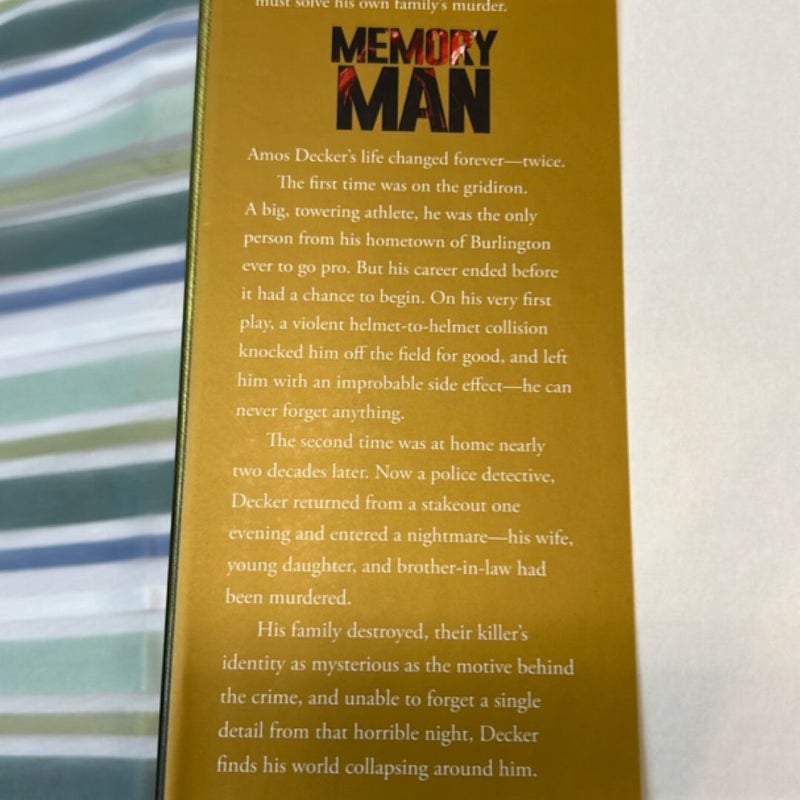 must solve his own family's murder.
MEMORY
MAN
Amos Decker's life changed forever—twice.
The first time was on the gridiron.
A big, towering athlete, he was the only
person from his hometown of Burlington
ever to go pro. But his career ended before
it had a chance to begin. On his very first
play, a violent helmet-to-helmet collision
knocked him off the field for good, and left
him with an improbable side effect—he can
never forget anything.
The second time was at home nearly
two decades later. Now a police detective,
Decker returned from a stakeout one
evening and entered a nightmare—his wife,
young daughter, and brother-in-law had
been murdered.
His family destroyed, their killer's
identity as mysterious as the motive behind
the crime, and unable to forget a single
detail from that horrible night, Decker
finds his world collapsing around him.